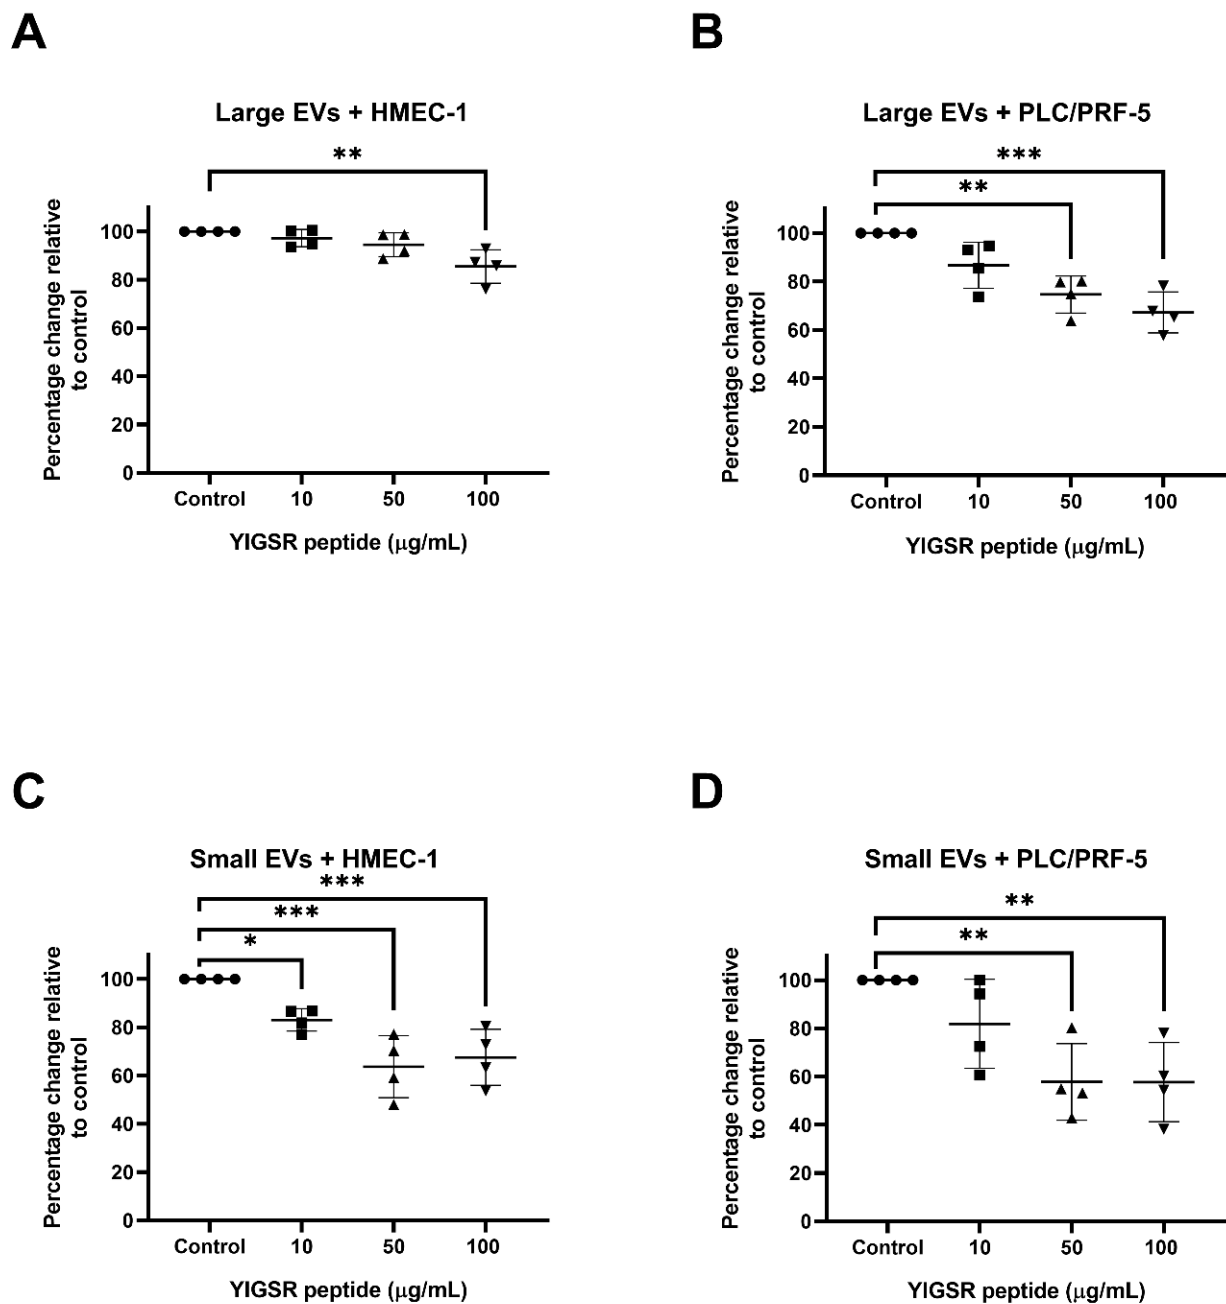 A
B
Large EVs + HMEC-1
Large EVs + PLC/PRF-5
**
***
**
Percentage change relative
to control
100
80
60
40
20
0
Control 10 50 100
YIGSR peptide (μg/mL)
Percentage change relative
to control
100
80
60
40
20
0
Control 10 50 100
YIGSR peptide (μg/mL)
C
D
Small EVs + HMEC-1
Small EVs + PLC/PRF-5
***
***
*
**
**
Percentage change relative
to control
100
80
60
40
20
0
Control 10 50 100
YIGSR peptide (μg/mL)
Percentage change relative
to control
100
80
60
40
20
0
Control 10 50 100
YIGSR peptide (μg/mL)